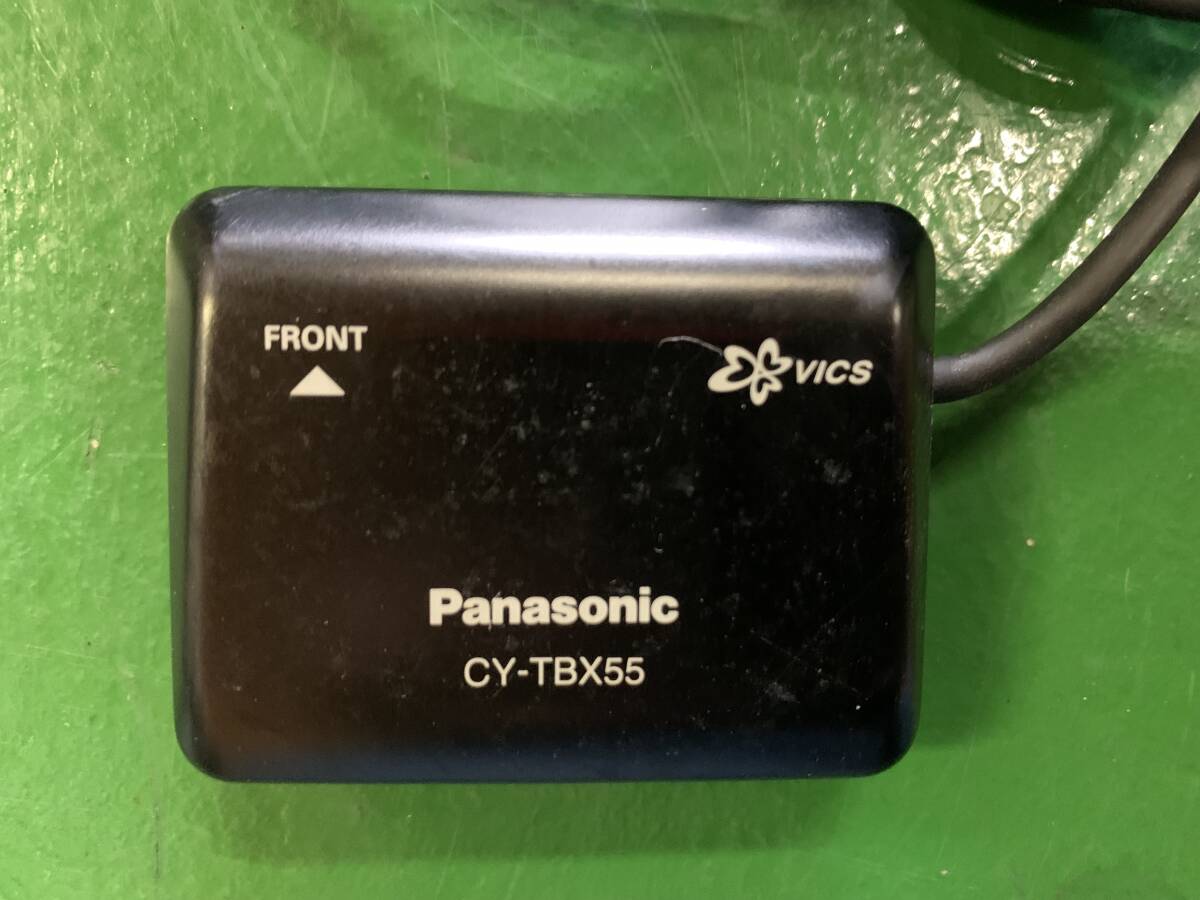 FRONT
VICS
Panasonic
CY-TBX55